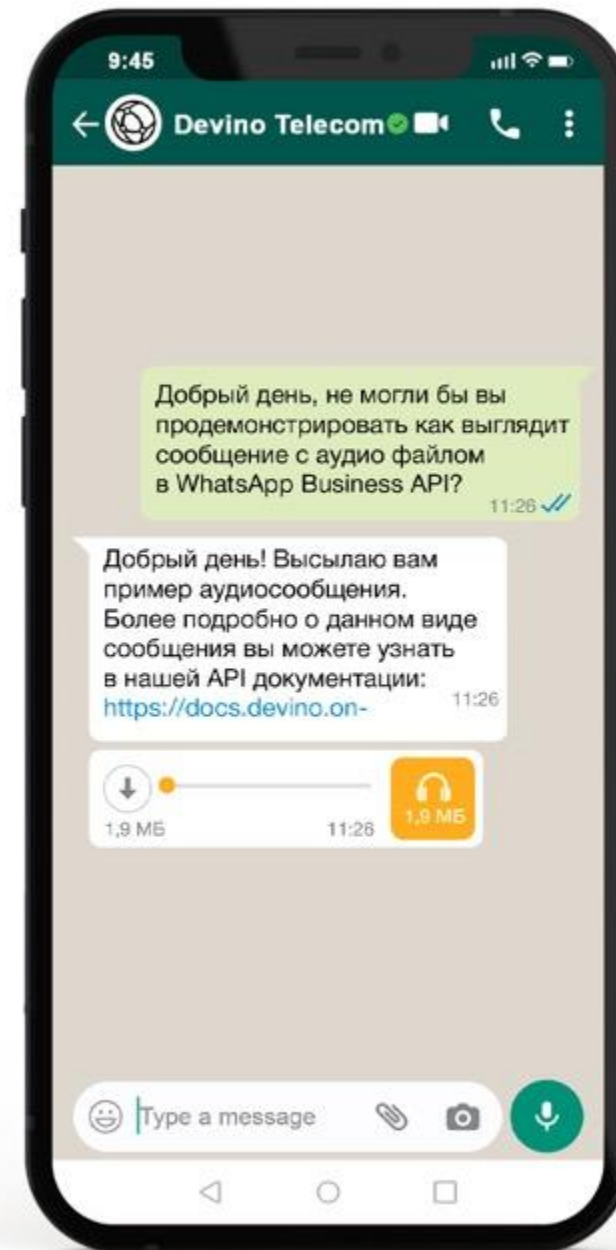 9:45
Devino Telecom
Добрый день, не могли бы вы
продемонстрировать как выглядит
сообщение с аудио файлом
в WhatsApp Business API?
11:26
Добрый день! Высылаю вам
пример аудиосообщения.
Более подробно о данном виде
сообщения вы можете узнать
в нашей API документации:
https://docs.devino.on-
11:26
1,9 МБ
11:26
1,9 МБ
Type a message